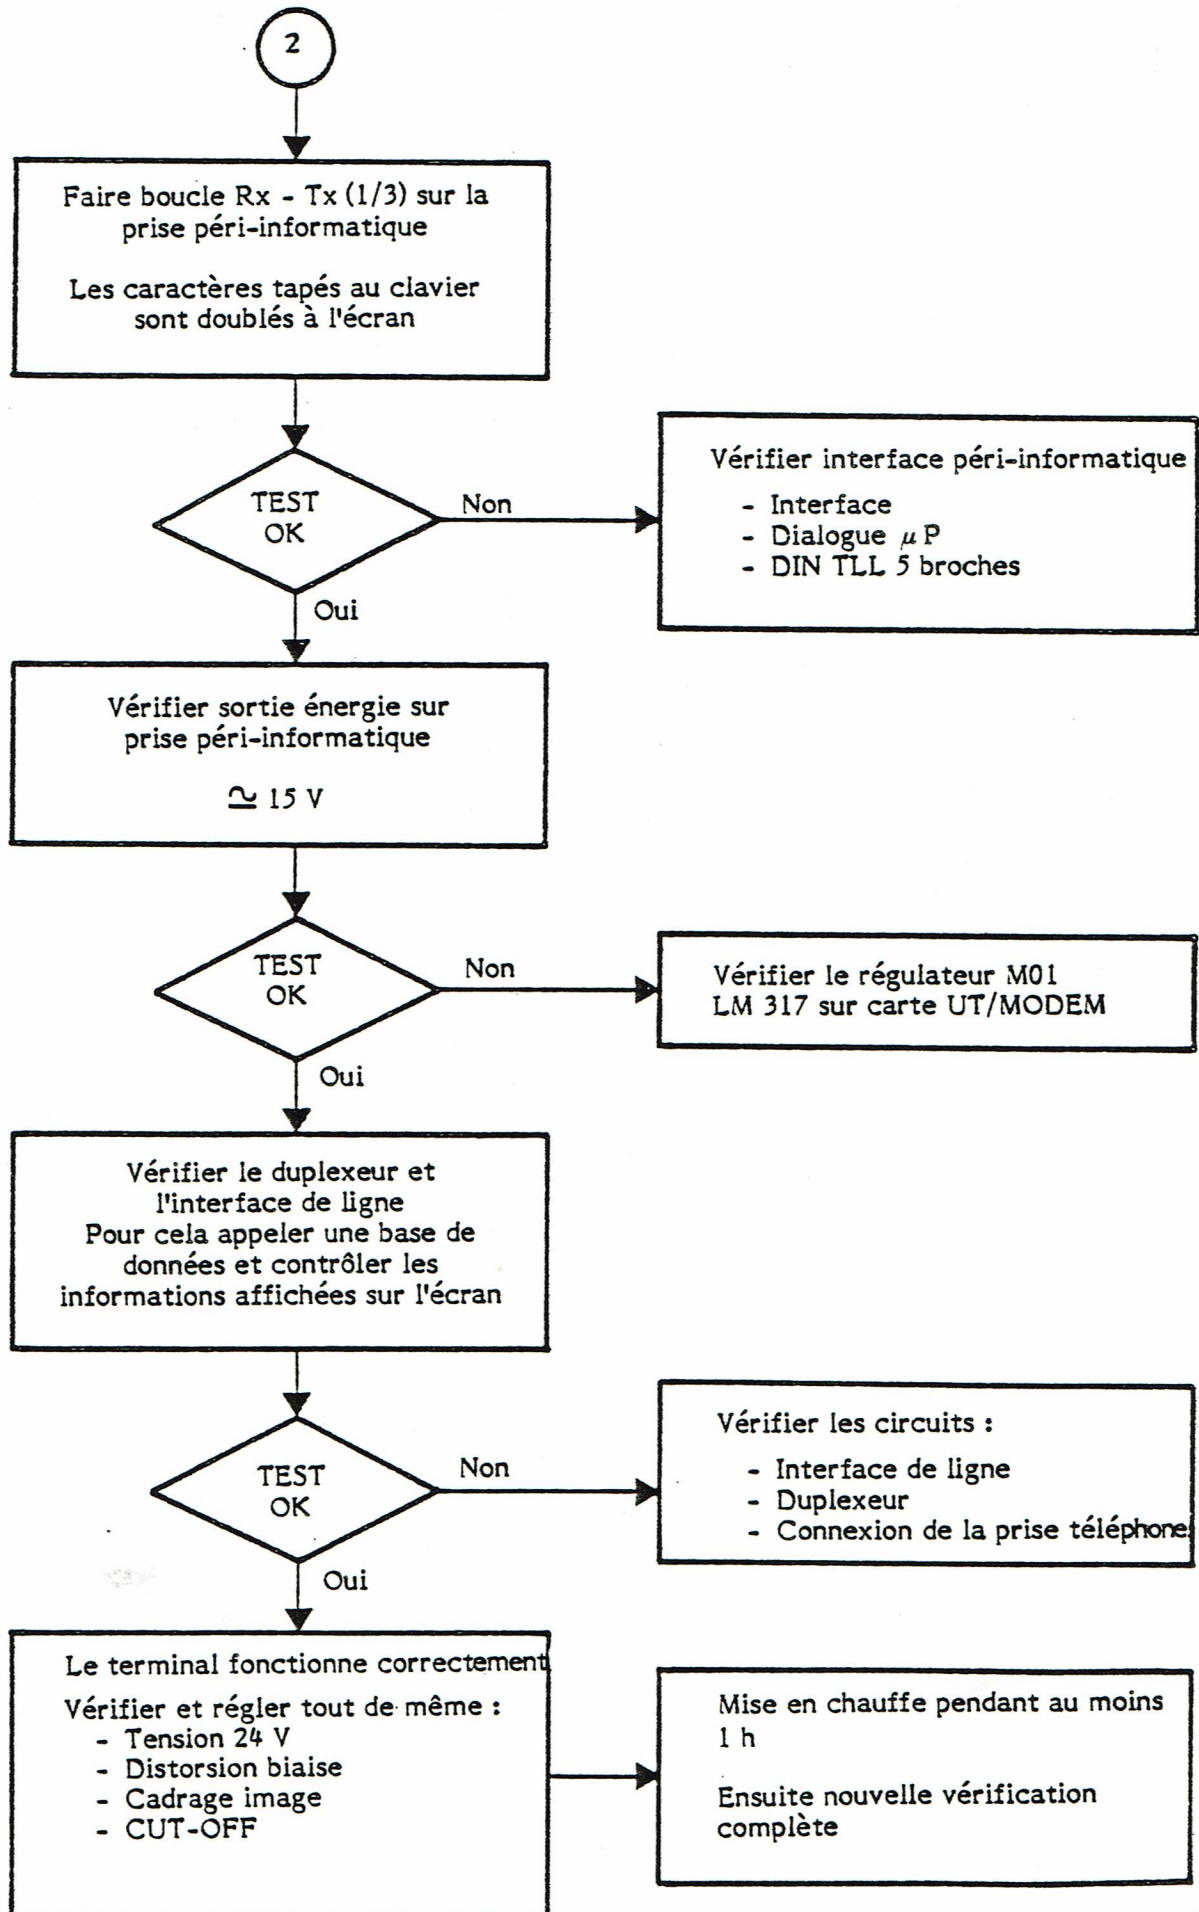 2
Faire boucle Rx - Tx (1/3) sur la
prise péri-informatique
Les caractères tapés au clavier
sont doublés à l'écran
TEST
OK
Non
Oui
Vérifier interface péri-informatique
- Interface
- Dialogue μ P
- DIN TLL 5 broches
Vérifier sortie énergie sur
prise péri-informatique
≃ 15 V
TEST
OK
Non
Oui
Vérifier le régulateur M01
LM 317 sur carte UT/MODEM
Vérifier le duplexeur et
l'interface de ligne
Pour cela appeler une base de
données et contrôler les
informations affichées sur l'écran
TEST
OK
Non
Oui
Vérifier les circuits :
- Interface de ligne
- Duplexeur
- Connexion de la prise téléphone
Le terminal fonctionne correctement
Vérifier et régler tout de même :
- Tension 24 V
- Distorsion biaise
- Cadrage image
- CUT-OFF
Mise en chauffe pendant au moins
1 h
Ensuite nouvelle vérification
complète